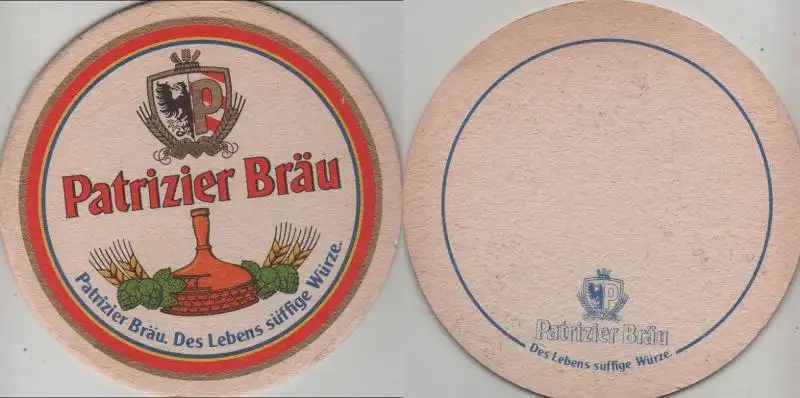 P
Patrizier Bräu
Patrizier Bräu. Des Lebens süffige Würze.
P
Patrizier Bräu
Des Lebens süffige Würze.